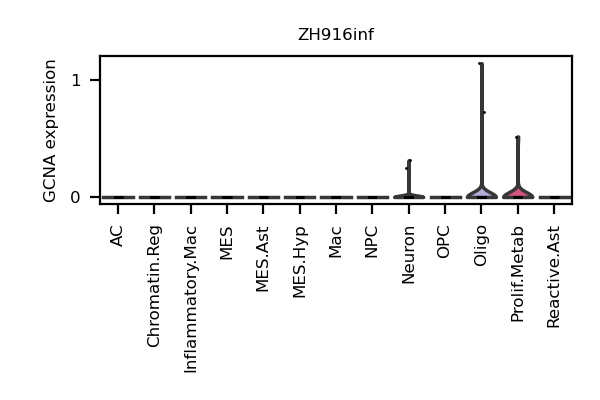 ZH916inf
GCNA expression
1
0
AC
Chromatin.Reg
Inflammatory.Mac
MES
MES.Ast
MES.Hyp
Mac
NPC
Neuron
OPC
Oligo
Prolif.Metab
Reactive.Ast